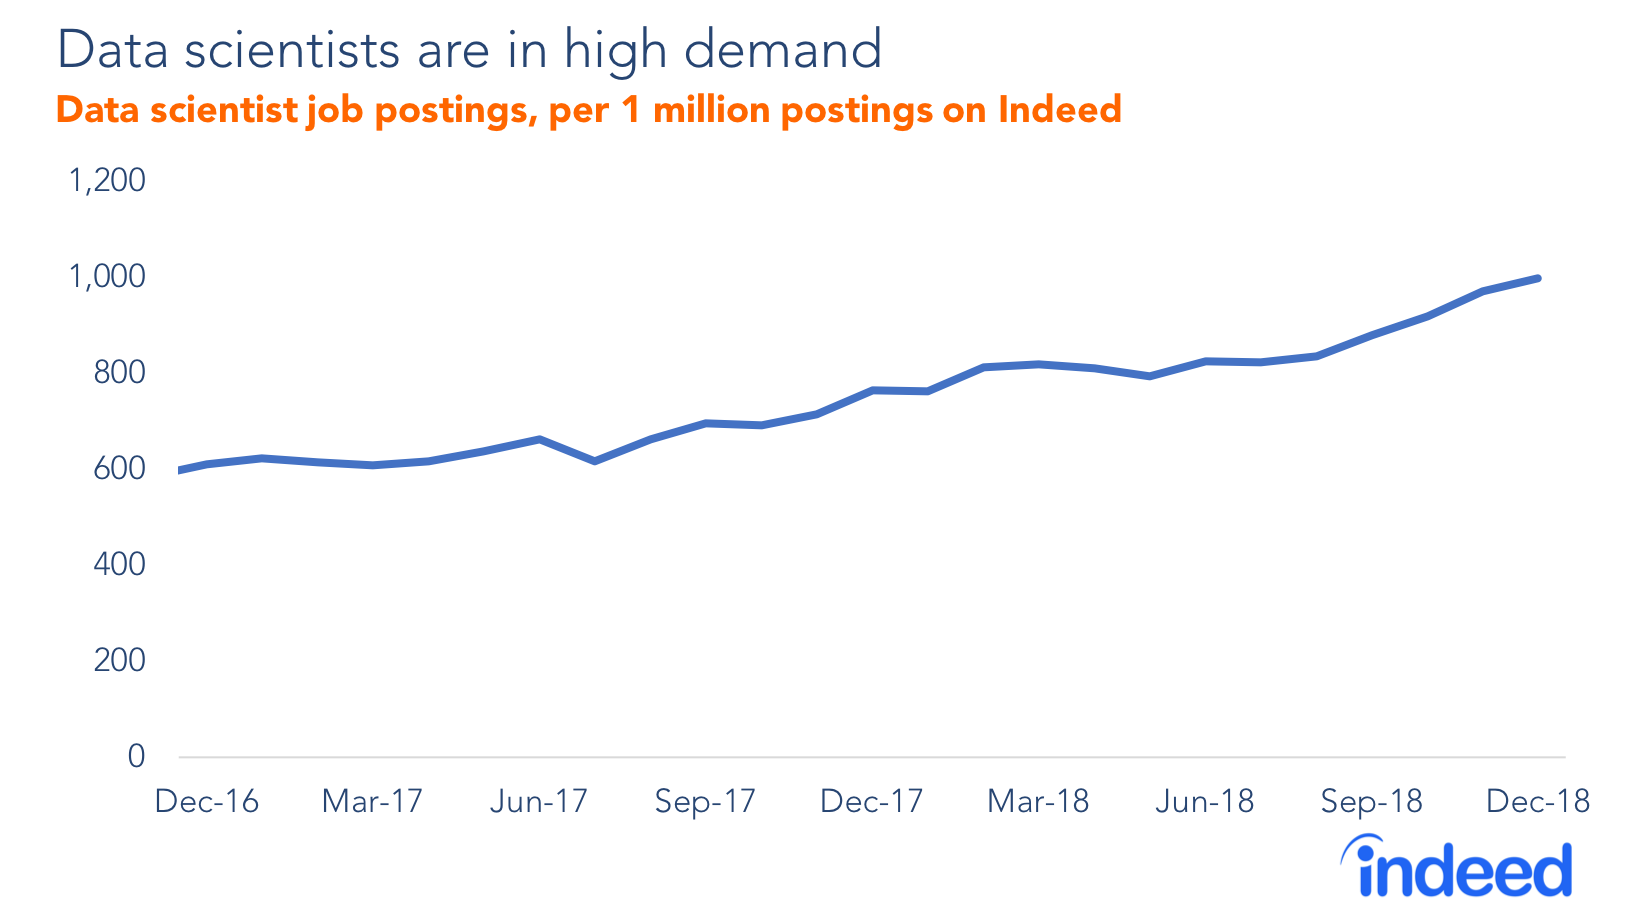 Data scientists are in high demand
Data scientist job postings, per 1 million postings on Indeed
1,200
1,000
800
600
400
200
0
Dec-16 Mar-17 Jun-17 Sep-17 Dec-17 Mar-18 Jun-18 Sep-18 Dec-18
indeed